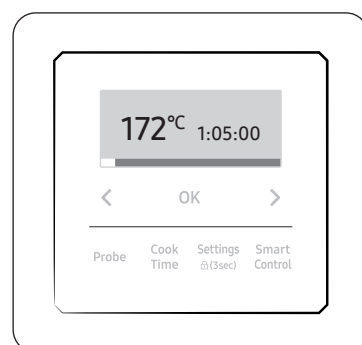 172°C 1:05:00
< OK >
Probe Cook Time Settings (3sec) Smart Control